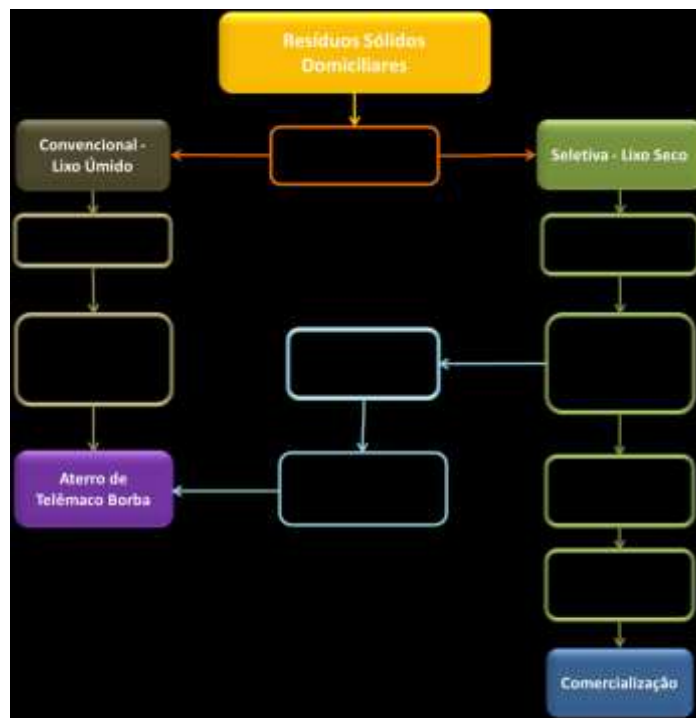 Resíduos Sólidos
Domiciliares
Convencional -
Lixo Úmido
Seletiva - Lixo Seco
Aterro de
Telêmaco Borba
Comercialização